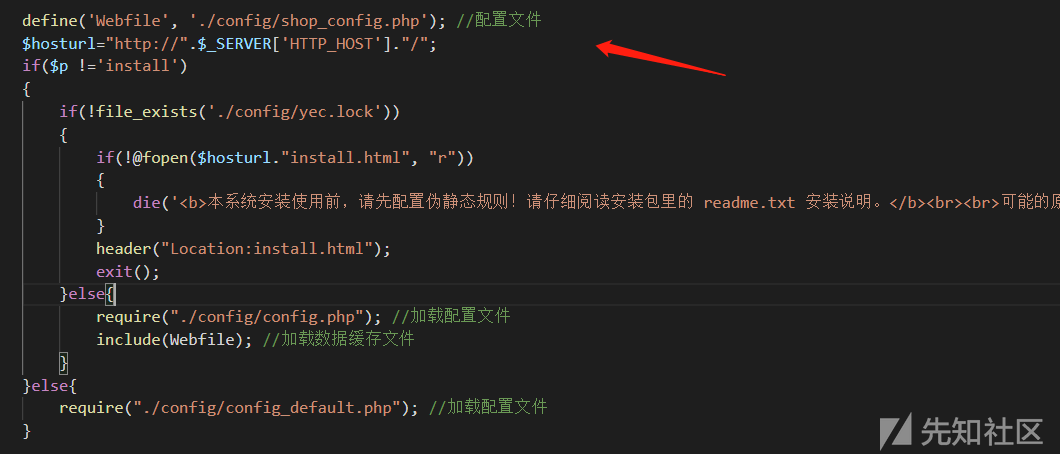 define('Webfile', './config/shop_config.php'); //配置文件
$hosturl="http://".$_SERVER['HTTP_HOST']."/";
if($p !='install')
{
if(!file_exists('./config/yec.lock'))
{
if(!@fopen($hosturl."install.html", "r"))
{
die('<b>本系统安装使用前，请先配置伪静态规则！请仔细阅读安装包里的 readme.txt 安装说明。</b><br><br>可能的原
}
header("Location:install.html");
exit();
}else{
require("./config/config.php"); //加载配置文件
include(Webfile); //加载数据缓存文件
}
}else{
require("./config/config_default.php"); //加载配置文件
}
先知社区